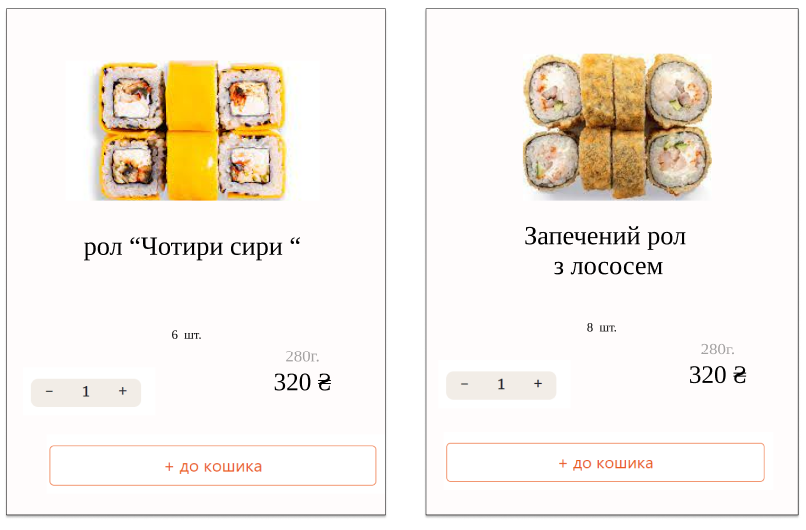 рол “Чотири сири “
6 шт.
280г.
320 ₴
− 1 +
+ до кошика
Запечений рол
з лососем
8 шт.
280г.
320 ₴
− 1 +
+ до кошика